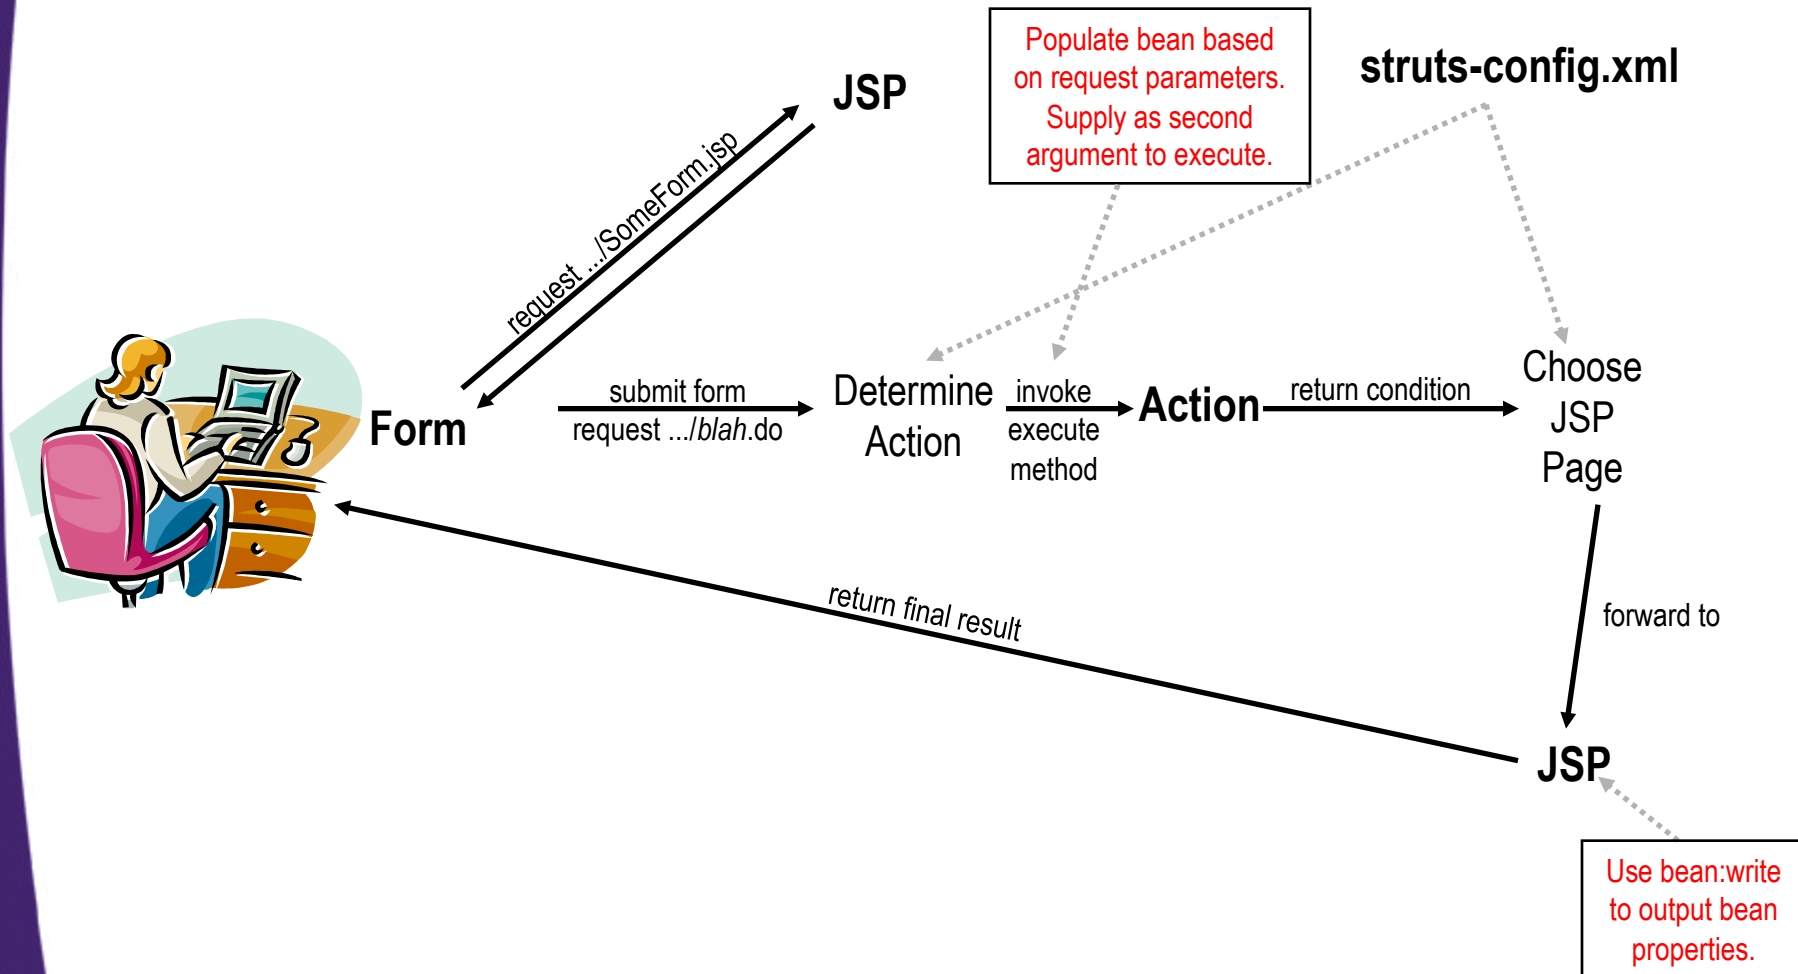 Populate bean based
on request parameters.
Supply as second
argument to execute.
struts-config.xml
JSP
request .../SomeForm.jsp
Form
submit form
request .../blah.do
Determine
Action
invoke
execute
method
Action
return condition
Choose
JSP
Page
return final result
forward to
JSP
Use bean:write
to output bean
properties.